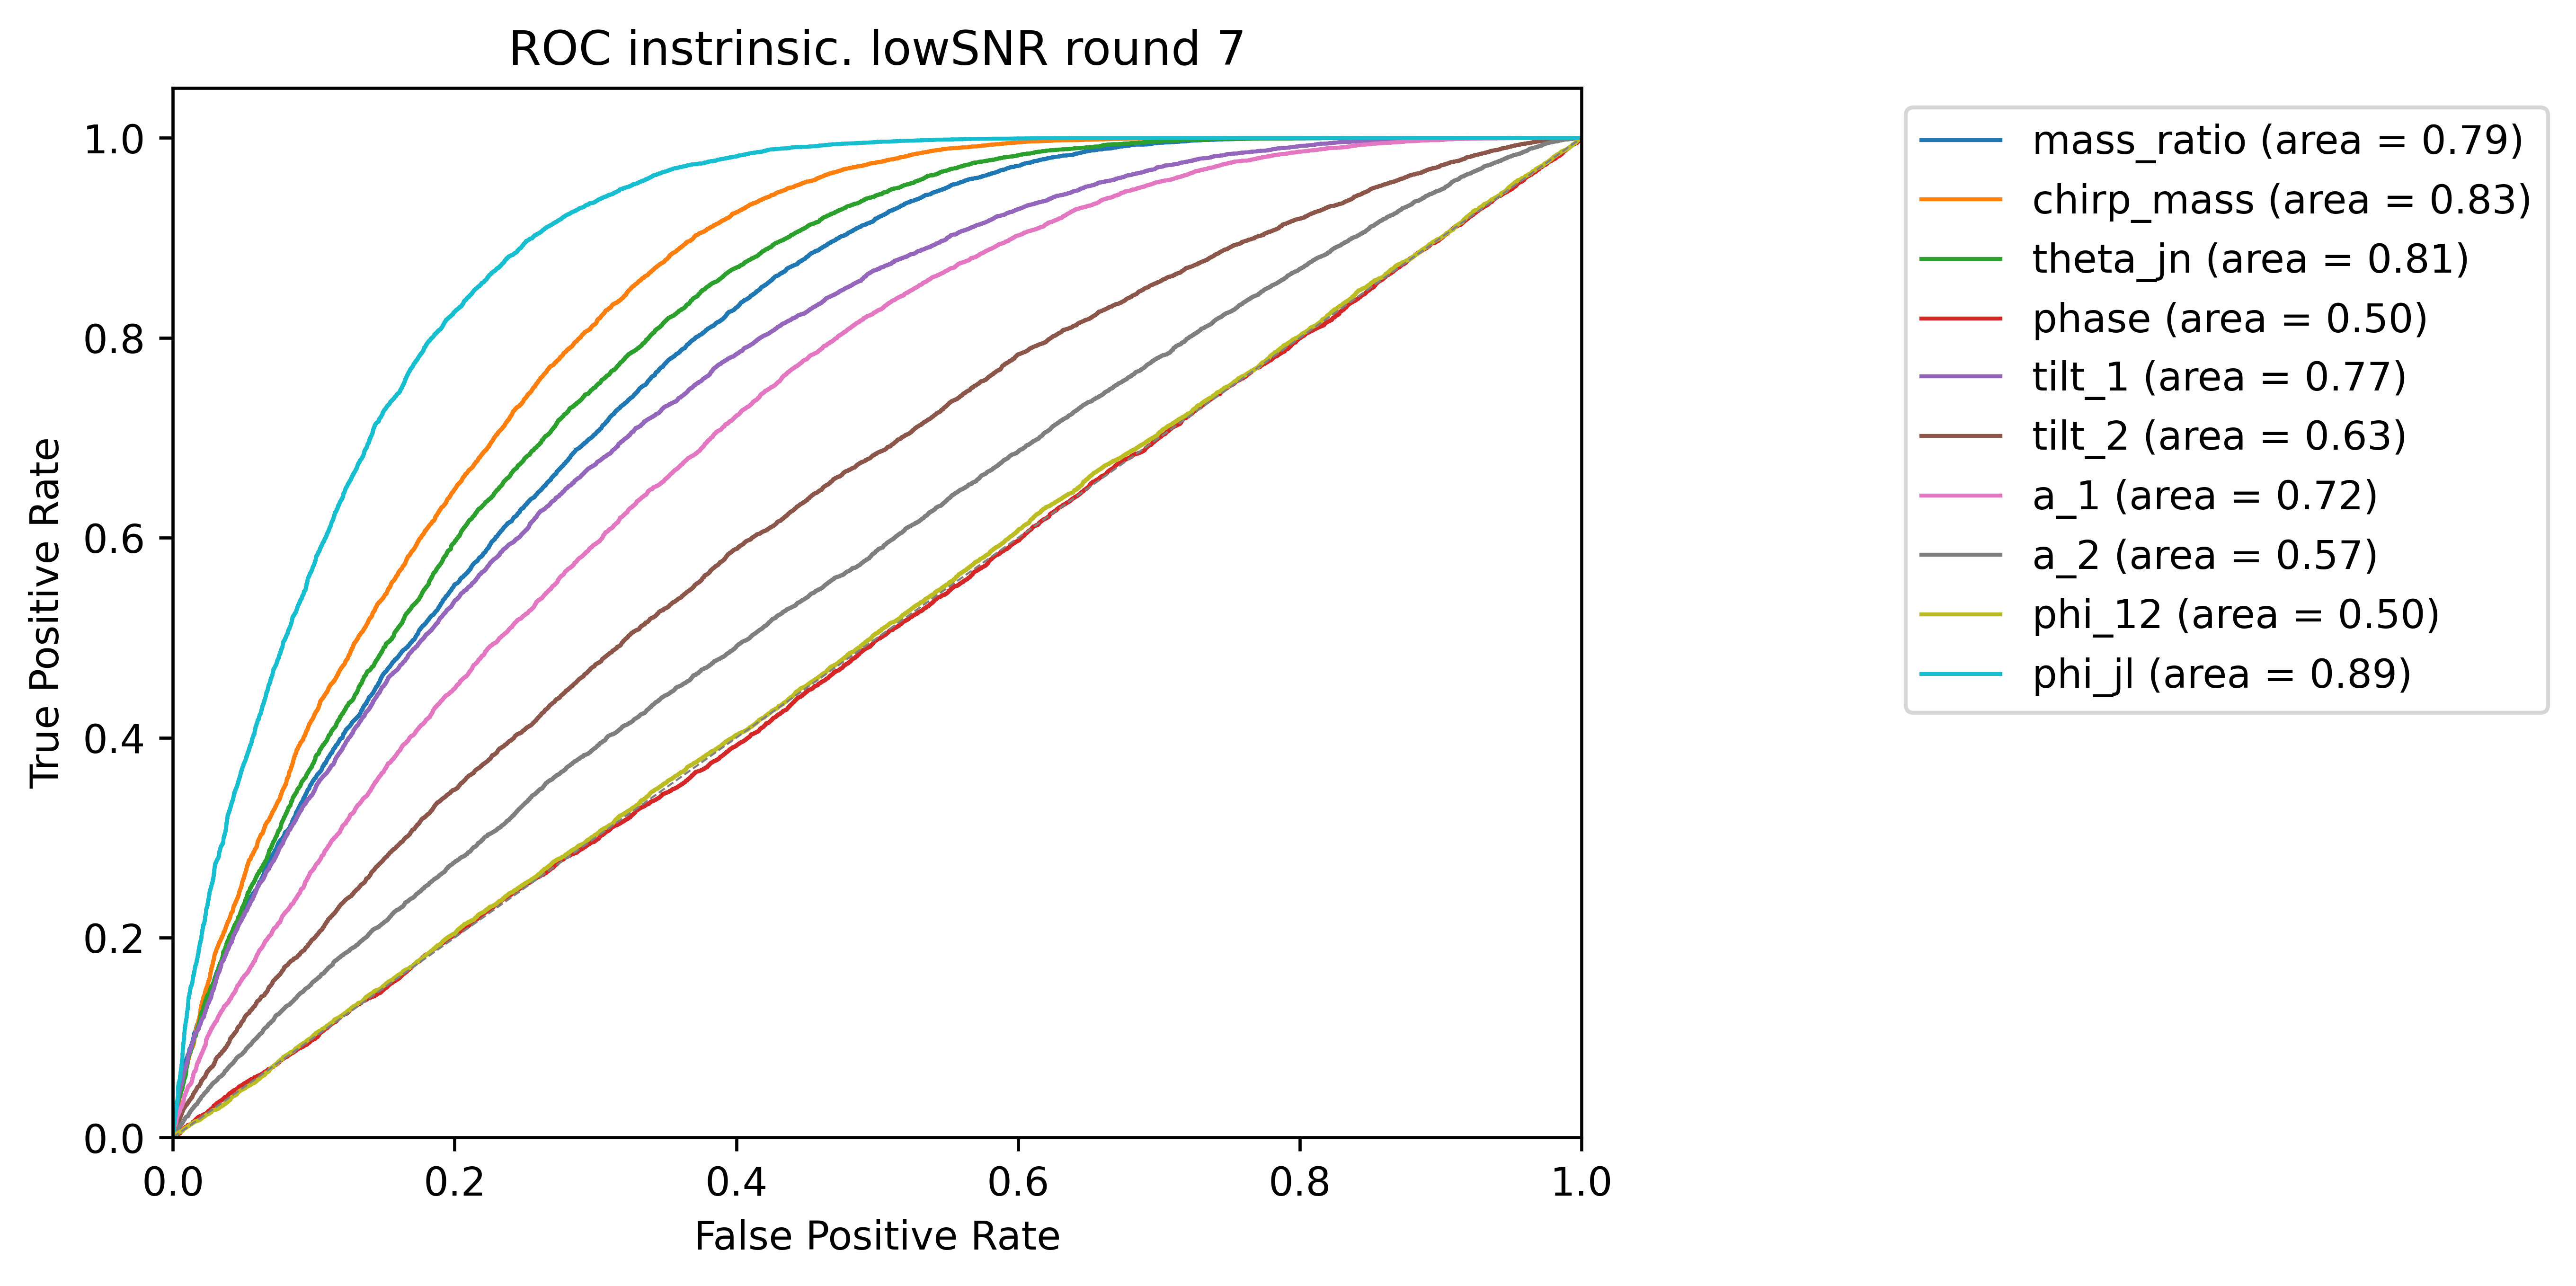 ROC instrinsic. lowSNR round 7
1.0
0.8
0.6
0.4
0.2
0.0
True Positive Rate
0.0 0.2 0.4 0.6 0.8 1.0
False Positive Rate
mass_ratio (area = 0.79)
chirp_mass (area = 0.83)
theta_jn (area = 0.81)
phase (area = 0.50)
tilt_1 (area = 0.77)
tilt_2 (area = 0.63)
a_1 (area = 0.72)
a_2 (area = 0.57)
phi_12 (area = 0.50)
phi_jl (area = 0.89)